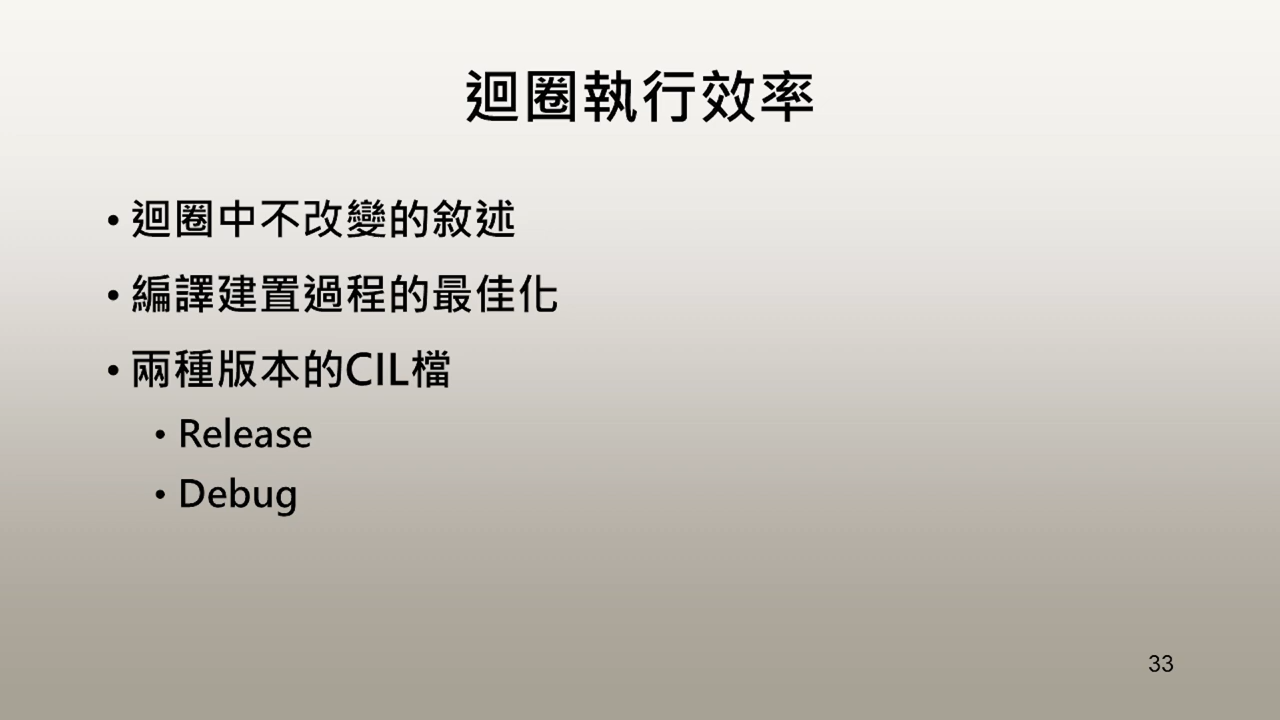 迴圈執行效率
• 迴圈中不改變的敘述
• 編譯建置過程的最佳化
• 兩種版本的CIL檔
• Release
• Debug
33